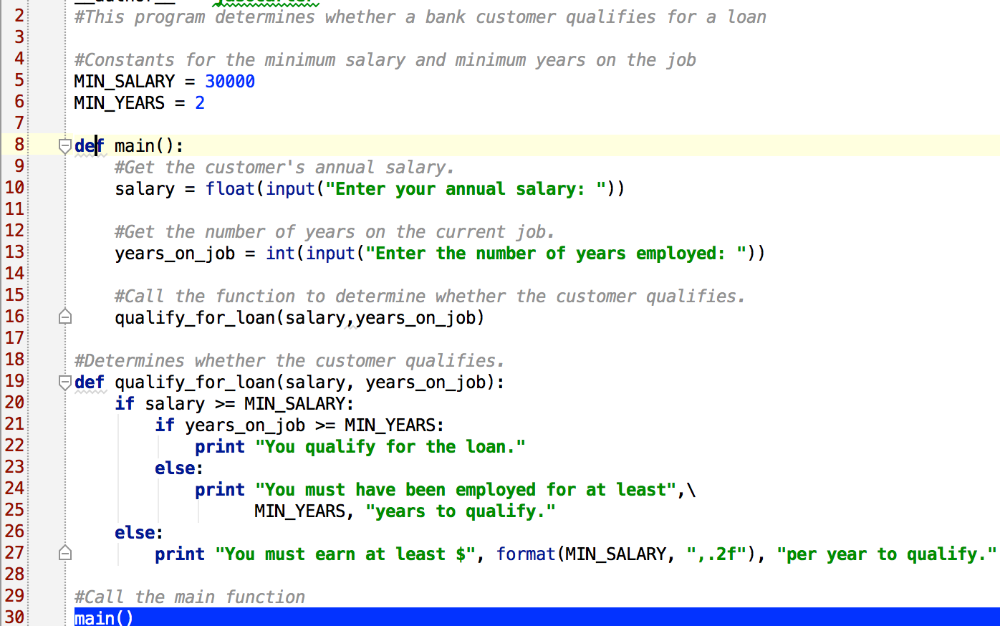 2 #This program determines whether a bank customer qualifies for a loan
3
4 #Constants for the minimum salary and minimum years on the job
5 MIN_SALARY = 30000
6 MIN_YEARS = 2
7
8 def main():
9     #Get the customer's annual salary.
10     salary = float(input("Enter your annual salary: "))
11
12     #Get the number of years on the current job.
13     years_on_job = int(input("Enter the number of years employed: "))
14
15     #Call the function to determine whether the customer qualifies.
16     qualify_for_loan(salary,years_on_job)
17
18 #Determines whether the customer qualifies.
19 def qualify_for_loan(salary, years_on_job):
20     if salary >= MIN_SALARY:
21         if years_on_job >= MIN_YEARS:
22             print "You qualify for the loan."
23         else:
24             print "You must have been employed for at least",\
25                   MIN_YEARS, "years to qualify."
26     else:
27         print "You must earn at least $", format(MIN_SALARY, ",.2f"), "per year to qualify."
28
29 #Call the main function
30 main()